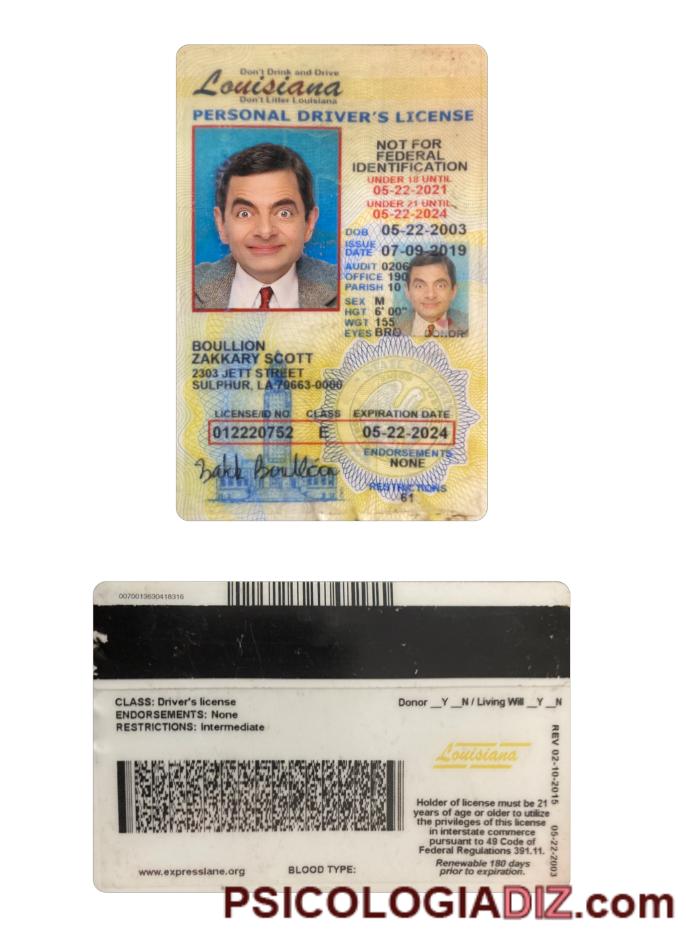 Don't Drink and Drive
Louisiana
Don't Litter Louisiana
PERSONAL DRIVER'S LICENSE
NOT FOR
FEDERAL
IDENTIFICATION
UNDER 18 UNTIL
05-22-2021
UNDER 21 UNTIL
05-22-2024
DOB 05-22-2003
ISSUE
DATE 07-09-2019
AUDIT 0206
OFFICE 190
PARISH 10
SEX M
HGT 6' 00"
WGT 155
EYES BRO DONOR
BOULLION
ZAKKARY SCOTT
2303 JETT STREET
SULPHUR, LA 70663-0000
LICENSE/ID NO CLASS EXPIRATION DATE
012220752 E 05-22-2024
ENDORSEMENTS
NONE
Zakk Boullion
RESTRICTIONS
61
0070013630418316
CLASS: Driver's license
ENDORSEMENTS: None
RESTRICTIONS: Intermediate
Donor __Y __N / Living Will __Y __N
Louisiana
REV 02-10-2015 05-22-2003
Holder of license must be 21
years of age or older to utilize
the privileges of this license
in interstate commerce
pursuant to 49 Code of
Federal Regulations 391.11.
Renewable 180 days
prior to expiration.
www.expresslane.org
BLOOD TYPE:
PSICOLOGIADIZ.com